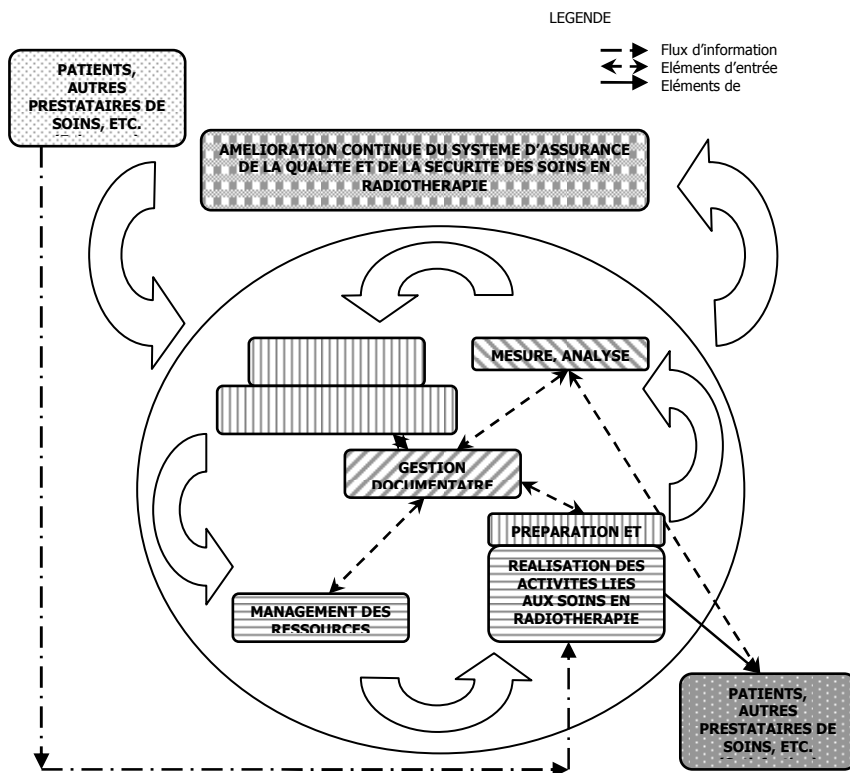 LEGENDE
Flux d'information
Eléments d'entrée
Eléments de
PATIENTS,
AUTRES
PRESTATAIRES DE
SOINS, ETC.
AMELIORATION CONTINUE DU SYSTEME D'ASSURANCE
DE LA QUALITE ET DE LA SECURITE DES SOINS EN
RADIOTHERAPIE
MESURE, ANALYSE
GESTION
DOCUMENTAIRE
PREPARATION ET
REALISATION DES
ACTIVITES LIES
AUX SOINS EN
RADIOTHERAPIE
MANAGEMENT DES
RESSOURCES
PATIENTS,
AUTRES
PRESTATAIRES DE
SOINS, ETC.